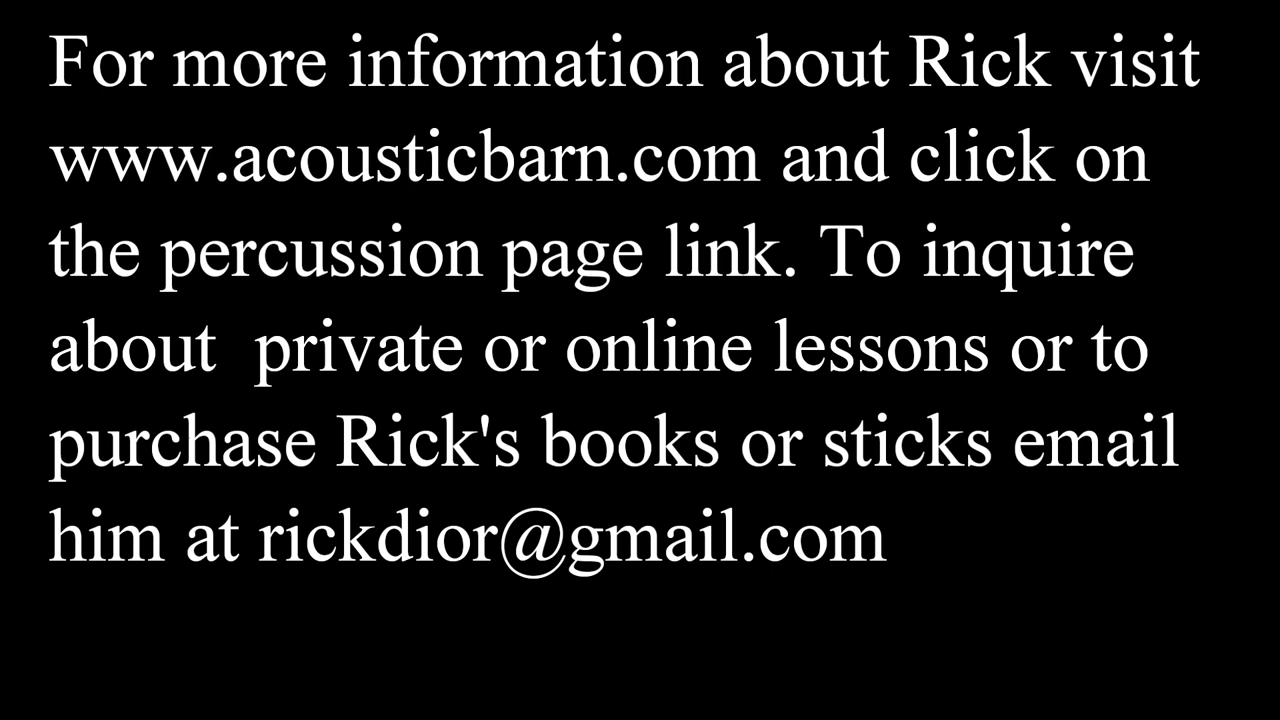 For more information about Rick visit
www.acousticbarn.com and click on
the percussion page link. To inquire
about  private or online lessons or to
purchase Rick's books or sticks email
him at rickdior@gmail.com